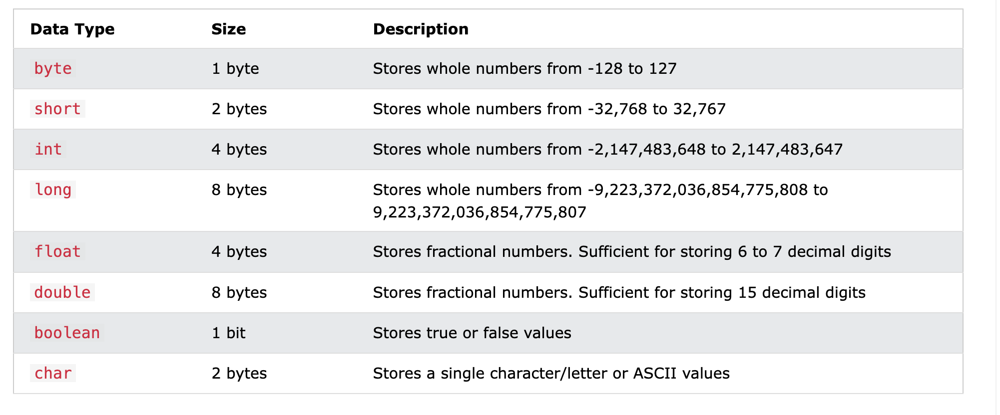 Data Type Size Description
byte 1 byte Stores whole numbers from -128 to 127
short 2 bytes Stores whole numbers from -32,768 to 32,767
int 4 bytes Stores whole numbers from -2,147,483,648 to 2,147,483,647
long 8 bytes Stores whole numbers from -9,223,372,036,854,775,808 to
9,223,372,036,854,775,807
float 4 bytes Stores fractional numbers. Sufficient for storing 6 to 7 decimal digits
double 8 bytes Stores fractional numbers. Sufficient for storing 15 decimal digits
boolean 1 bit Stores true or false values
char 2 bytes Stores a single character/letter or ASCII values